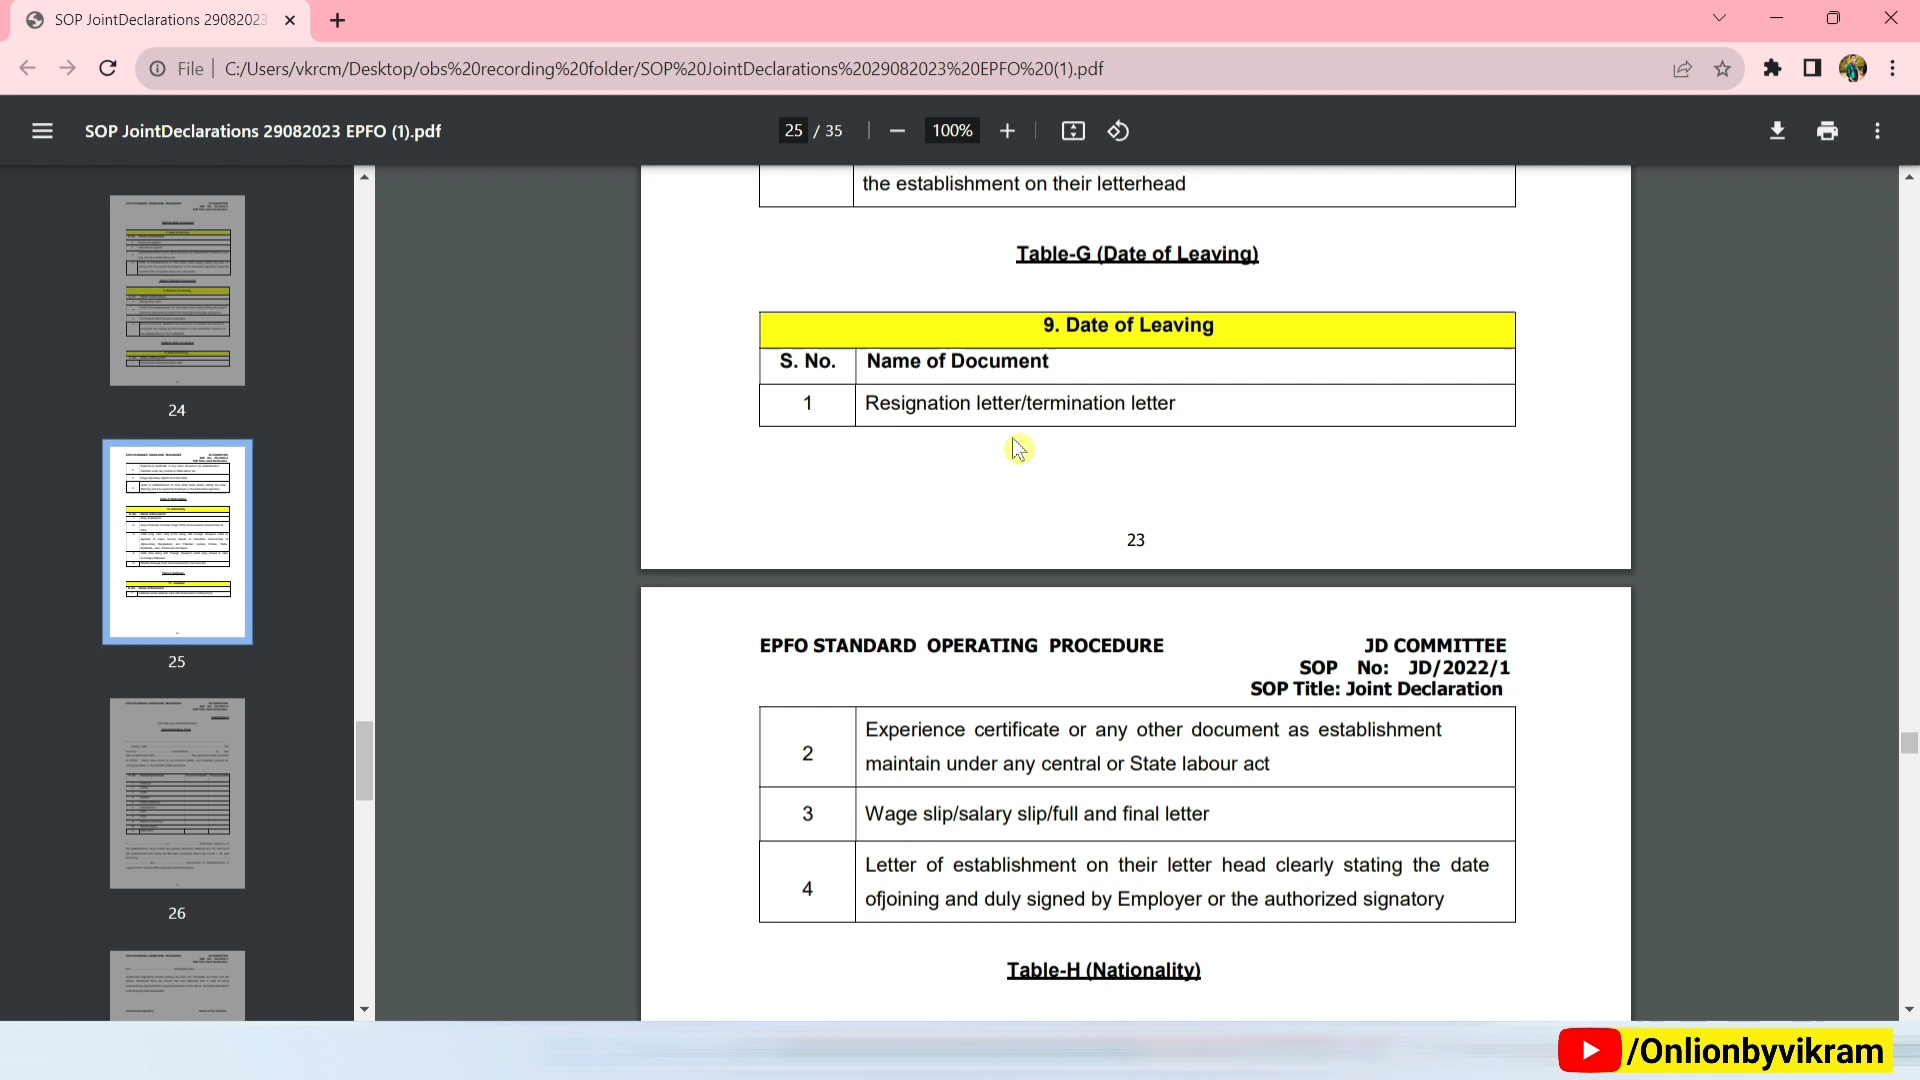 SOP JointDeclarations 29082023
File
C:/Users/vkrcm/Desktop/obs%20recording%20folder/SOP%20JointDeclarations%2029082023%20EPFO%20(1).pdf
SOP JointDeclarations 29082023 EPFO (1).pdf
25 / 35
100%
24
25
26
the establishment on their letterhead
Table-G (Date of Leaving)
9. Date of Leaving
S. No. Name of Document
1 Resignation letter/termination letter
23
EPFO STANDARD OPERATING PROCEDURE JD COMMITTEE
SOP No: JD/2022/1
SOP Title: Joint Declaration
2 Experience certificate or any other document as establishment
maintain under any central or State labour act
3 Wage slip/salary slip/full and final letter
4 Letter of establishment on their letter head clearly stating the date
ofjoining and duly signed by Employer or the authorized signatory
Table-H (Nationality)
/Onlionbyvikram